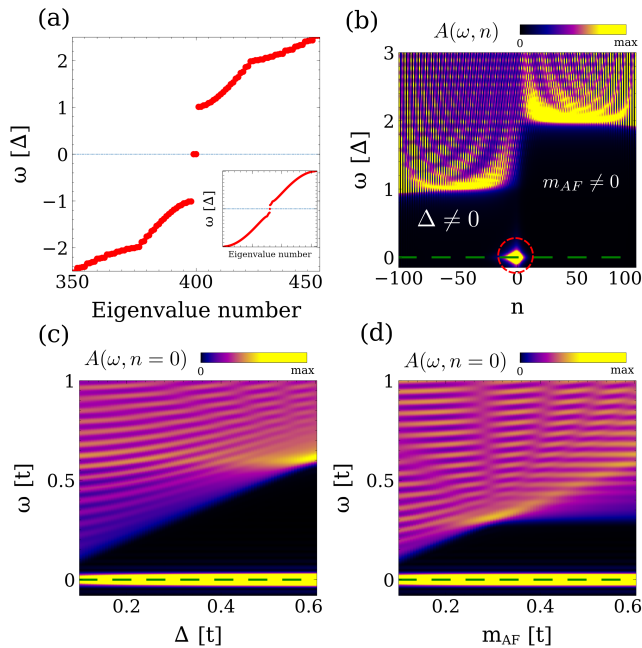 (a)
ω [Δ]
2
1
0
−1
−2
350
400
450
Eigenvalue number
ω [Δ]
Eigenvalue number
(b)
A(ω, n)
0
max
ω [Δ]
3
2
1
0
Δ ≠ 0
m_AF ≠ 0
−100
−50
0
50
100
n
(c)
A(ω, n = 0)
0
max
ω [t]
1
0.5
0
0.2
0.4
0.6
Δ [t]
(d)
A(ω, n = 0)
0
max
ω [t]
1
0.5
0
0.2
0.4
0.6
m_AF [t]